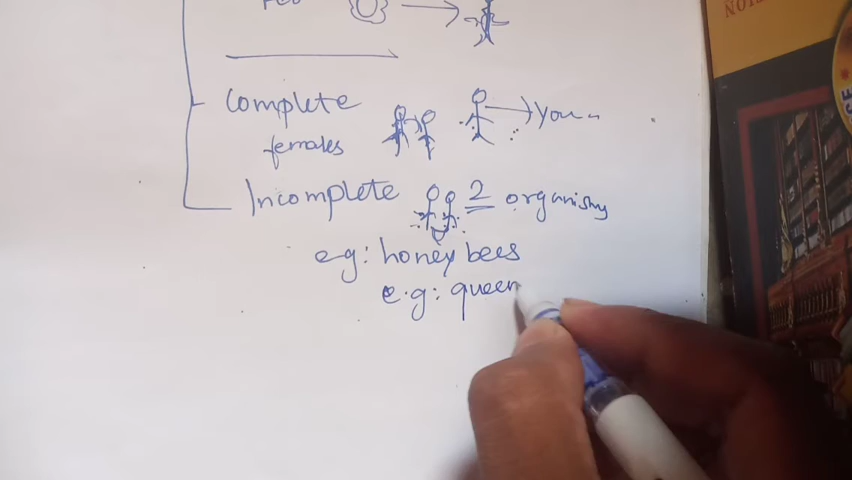 Complete
You
females
Incomplete 2 organisms
e.g: honey bees
e.g: queen